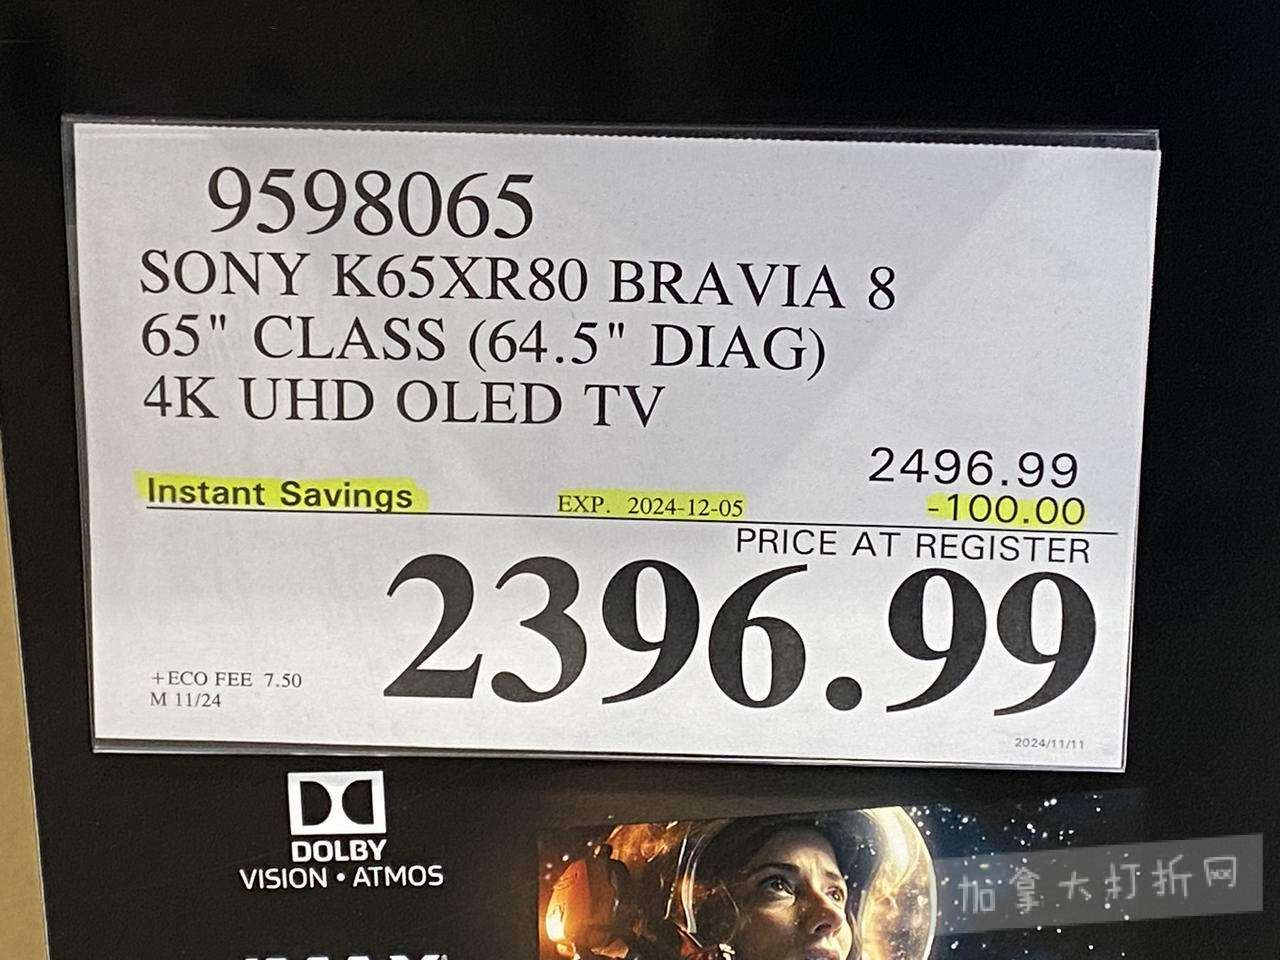 9598065
SONY K65XR80 BRAVIA 8
65" CLASS (64.5" DIAG)
4K UHD OLED TV
2496.99
Instant Savings EXP. 2024-12-05 -100.00
PRICE AT REGISTER
2396.99
+ECO FEE 7.50
M 11/24
2024/11/11
DOLBY
VISION • ATMOS
加拿大打折网